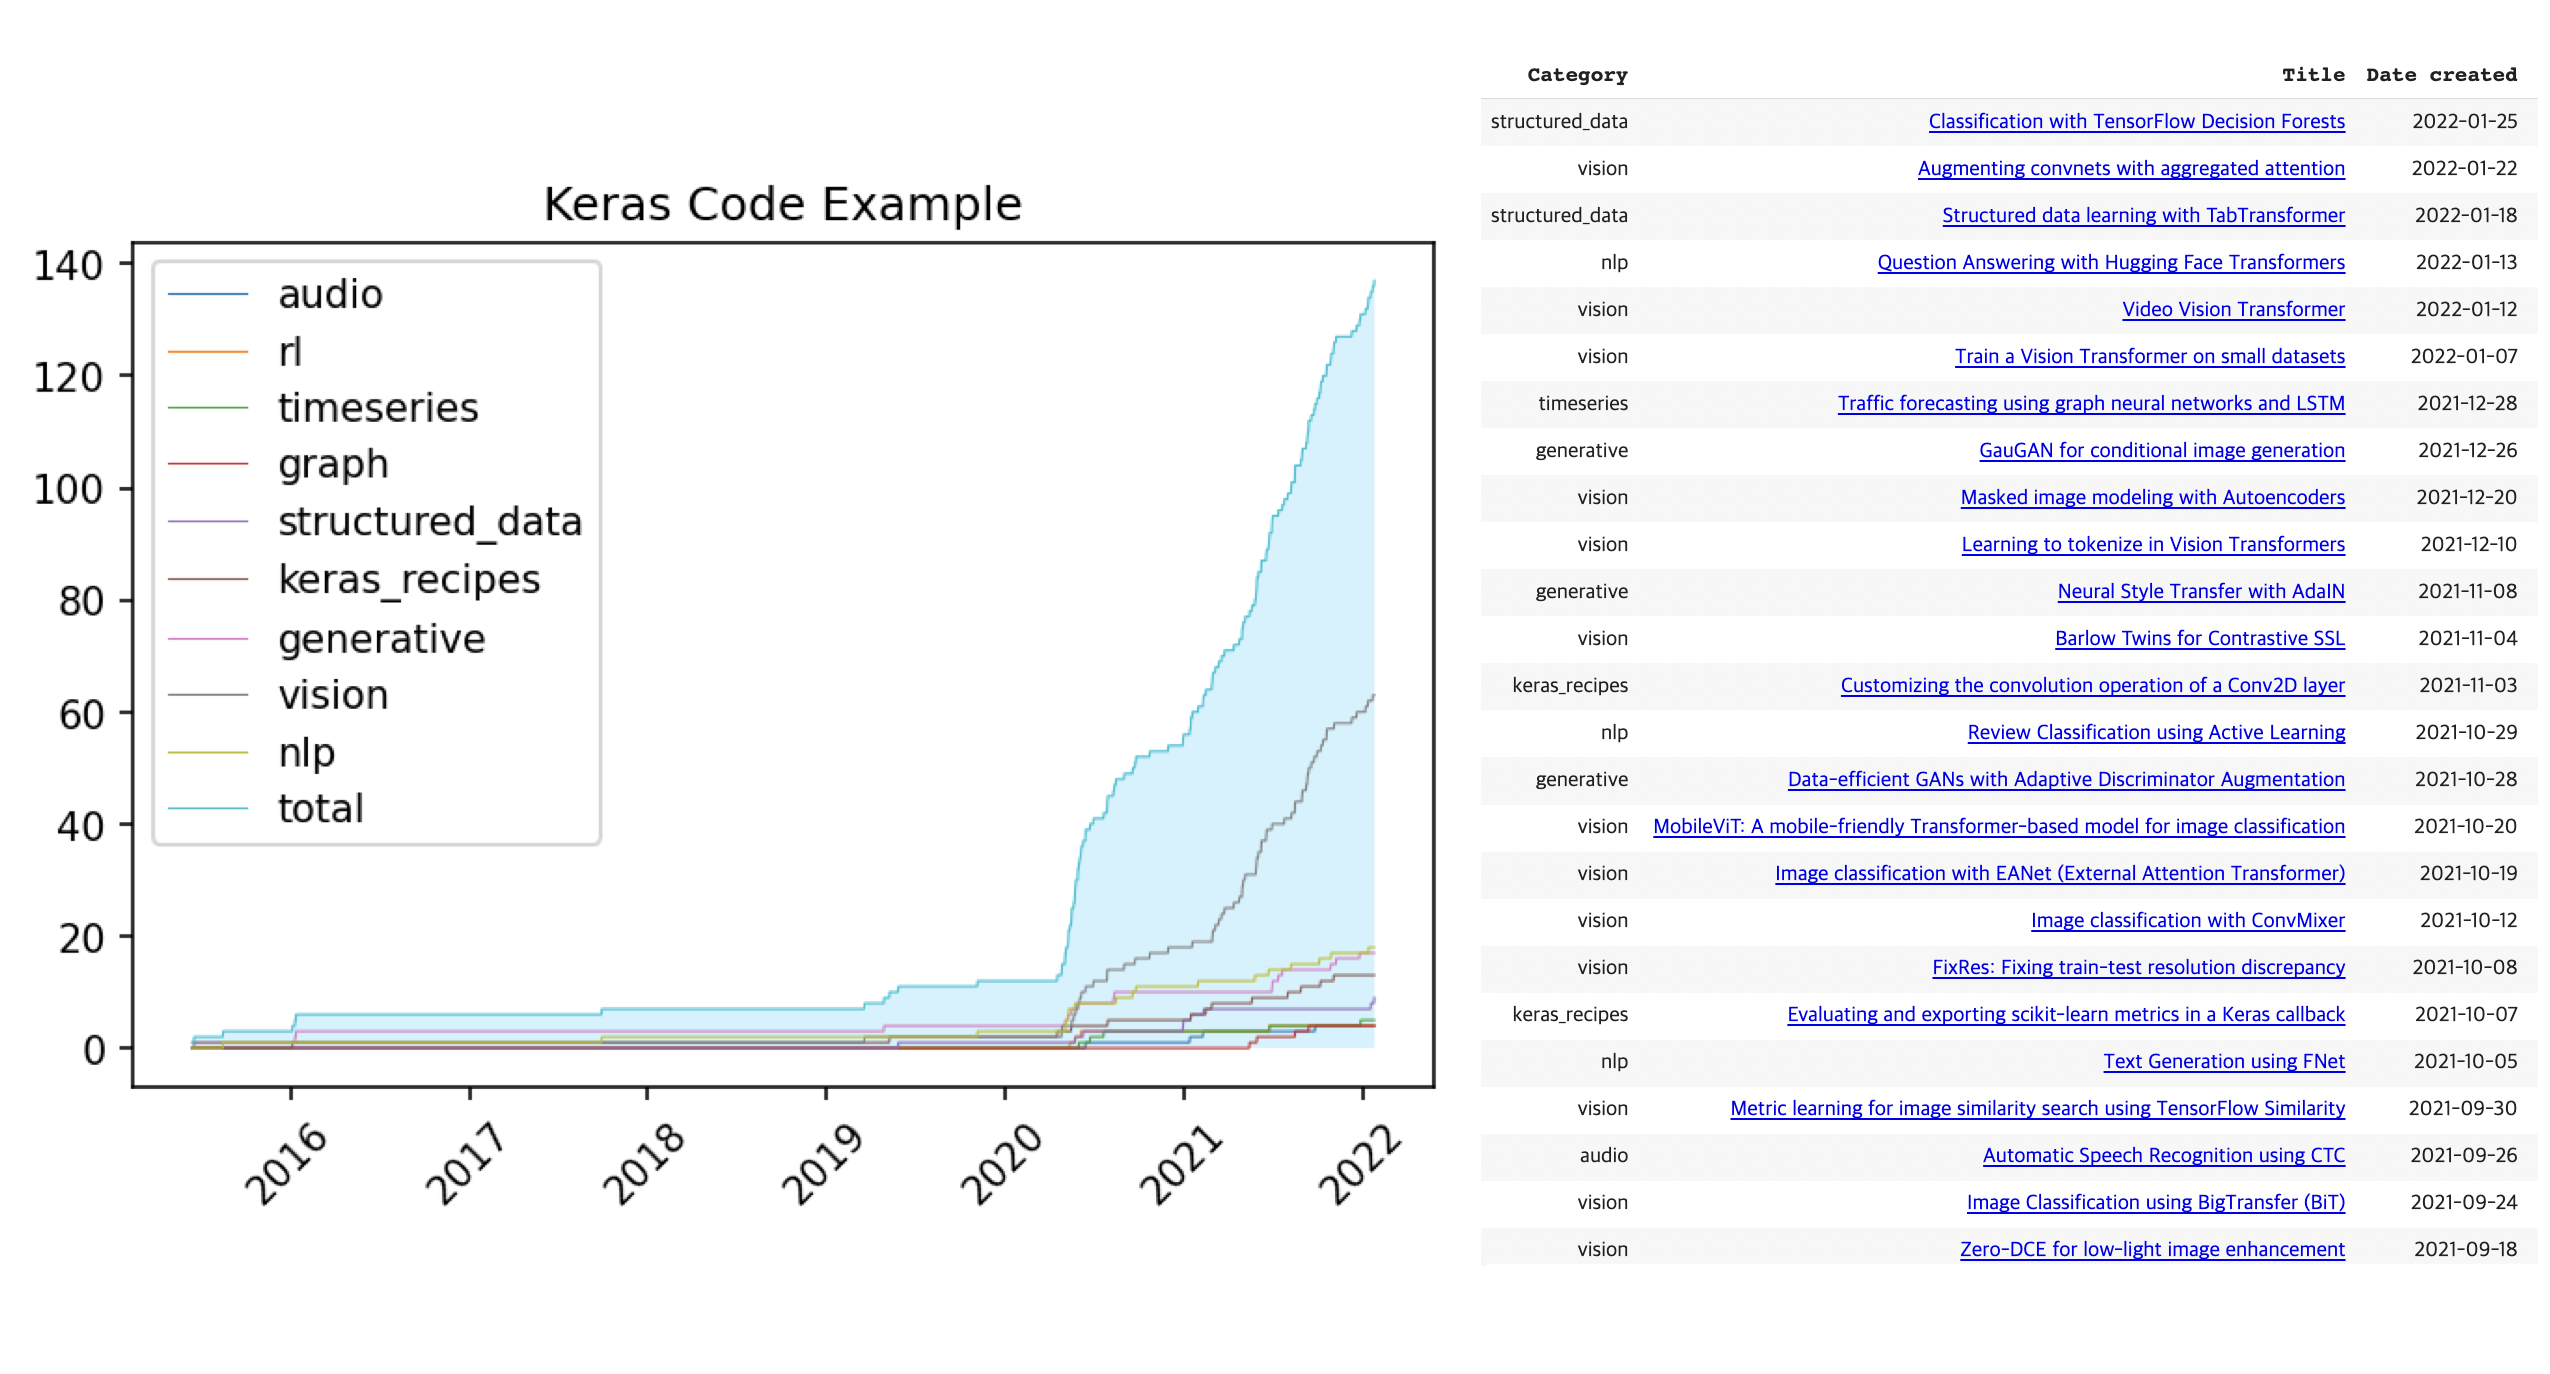 Keras Code Example
140
120
100
80
60
40
20
0
audio
rl
timeseries
graph
structured_data
keras_recipes
generative
vision
nlp
total
2016
2017
2018
2019
2020
2021
2022
Category Title Date created
structured_data Classification with TensorFlow Decision Forests 2022-01-25
vision Augmenting convnets with aggregated attention 2022-01-22
structured_data Structured data learning with TabTransformer 2022-01-18
nlp Question Answering with Hugging Face Transformers 2022-01-13
vision Video Vision Transformer 2022-01-12
vision Train a Vision Transformer on small datasets 2022-01-07
timeseries Traffic forecasting using graph neural networks and LSTM 2021-12-28
generative GauGAN for conditional image generation 2021-12-26
vision Masked image modeling with Autoencoders 2021-12-20
vision Learning to tokenize in Vision Transformers 2021-12-10
generative Neural Style Transfer with AdaIN 2021-11-08
vision Barlow Twins for Contrastive SSL 2021-11-04
keras_recipes Customizing the convolution operation of a Conv2D layer 2021-11-03
nlp Review Classification using Active Learning 2021-10-29
generative Data-efficient GANs with Adaptive Discriminator Augmentation 2021-10-28
vision MobileViT: A mobile-friendly Transformer-based model for image classification 2021-10-20
vision Image classification with EANet (External Attention Transformer) 2021-10-19
vision Image classification with ConvMixer 2021-10-12
vision FixRes: Fixing train-test resolution discrepancy 2021-10-08
keras_recipes Evaluating and exporting scikit-learn metrics in a Keras callback 2021-10-07
nlp Text Generation using FNet 2021-10-05
vision Metric learning for image similarity search using TensorFlow Similarity 2021-09-30
audio Automatic Speech Recognition using CTC 2021-09-26
vision Image Classification using BigTransfer (BiT) 2021-09-24
vision Zero-DCE for low-light image enhancement 2021-09-18